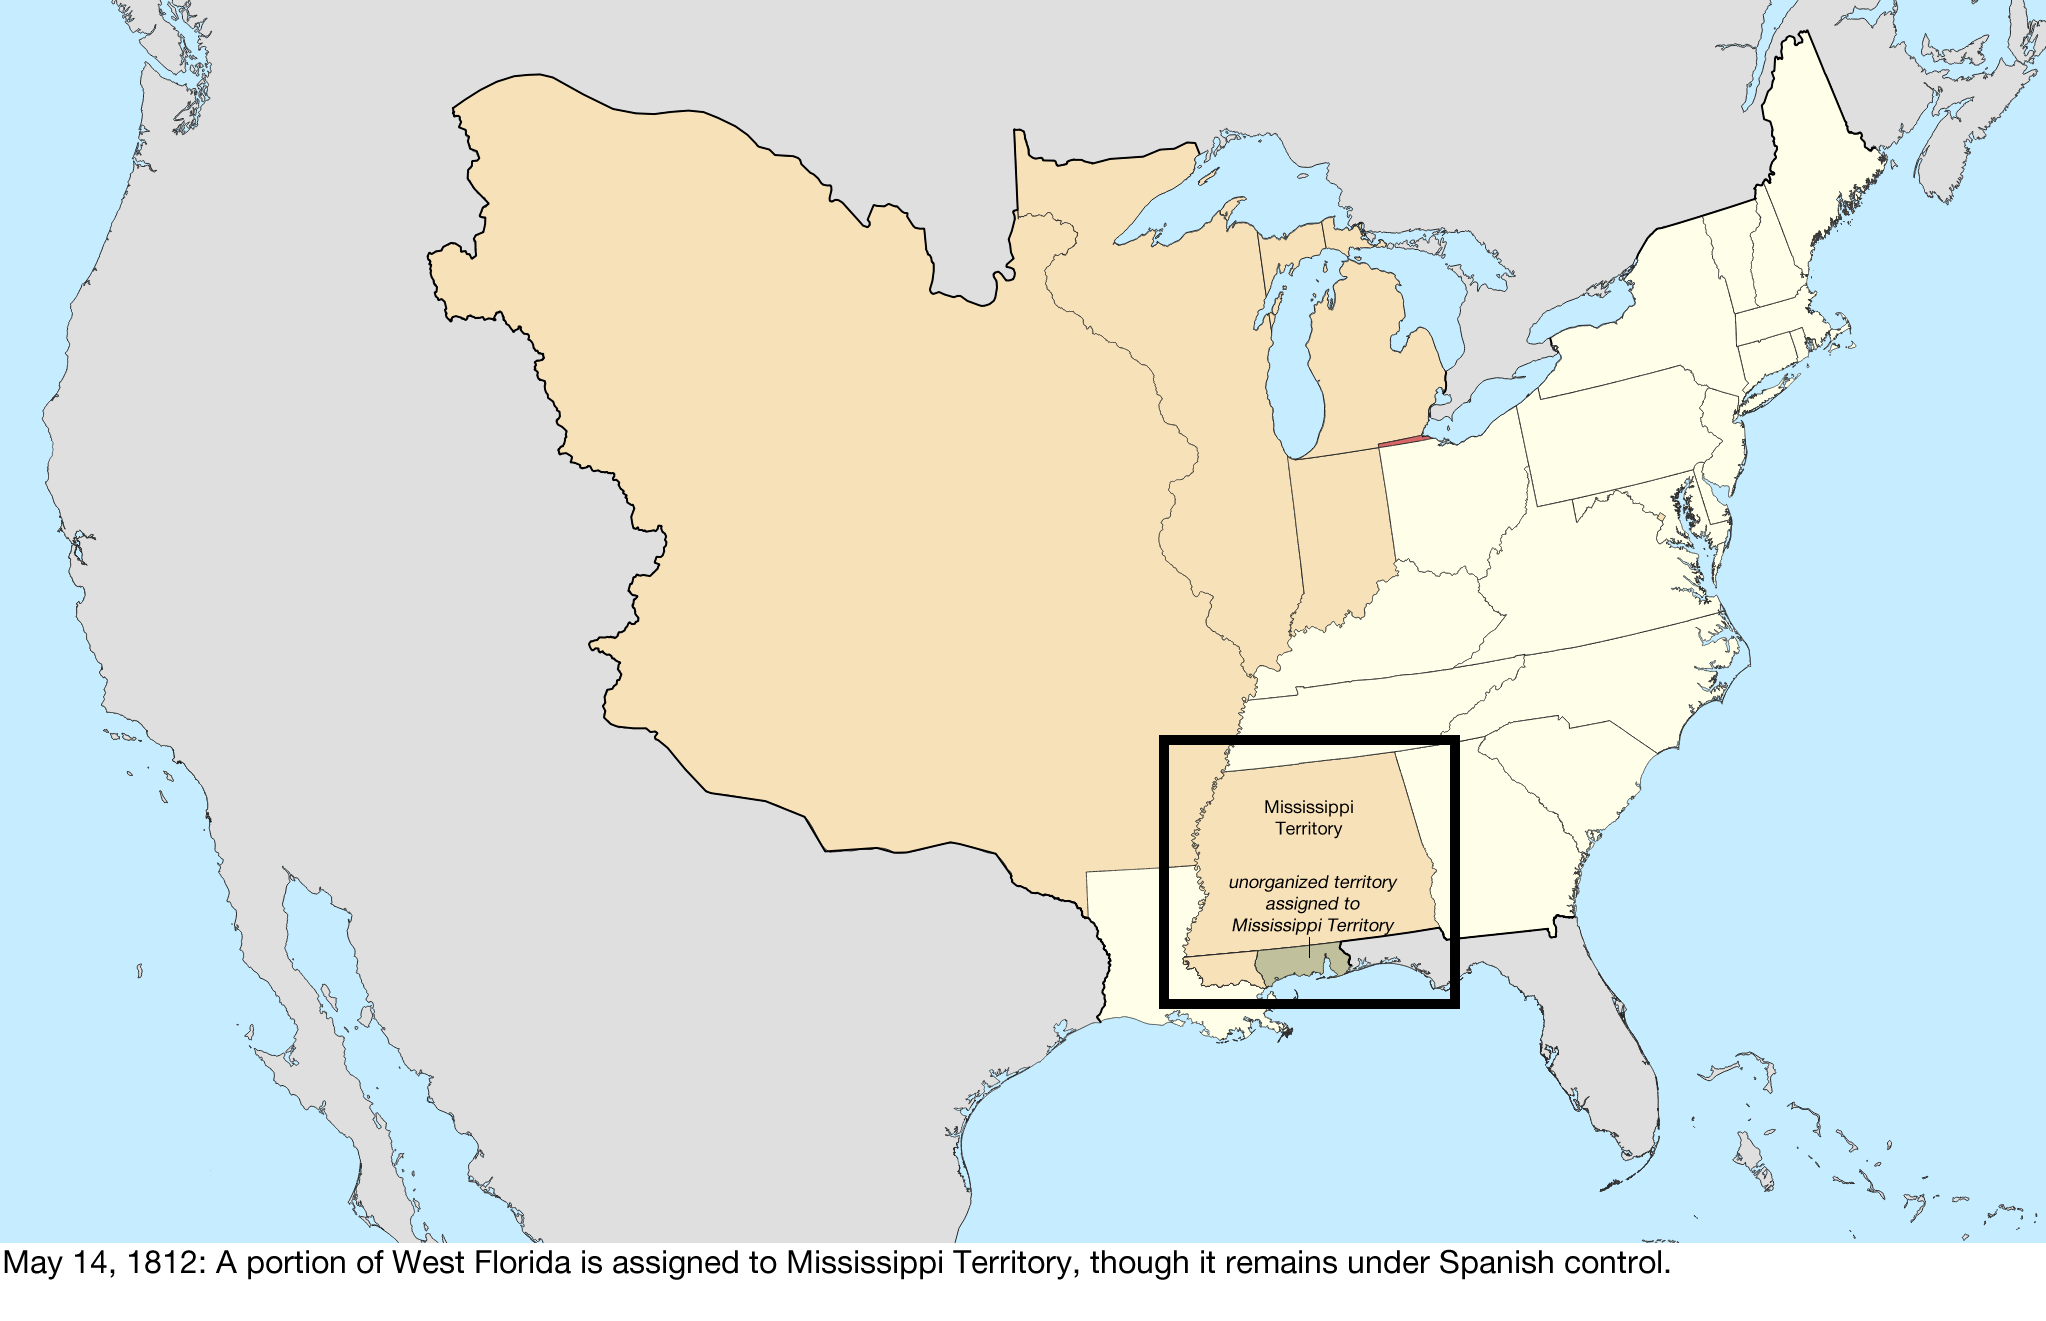 Mississippi
Territory
unorganized territory
assigned to
Mississippi Territory
May 14, 1812: A portion of West Florida is assigned to Mississippi Territory, though it remains under Spanish control.